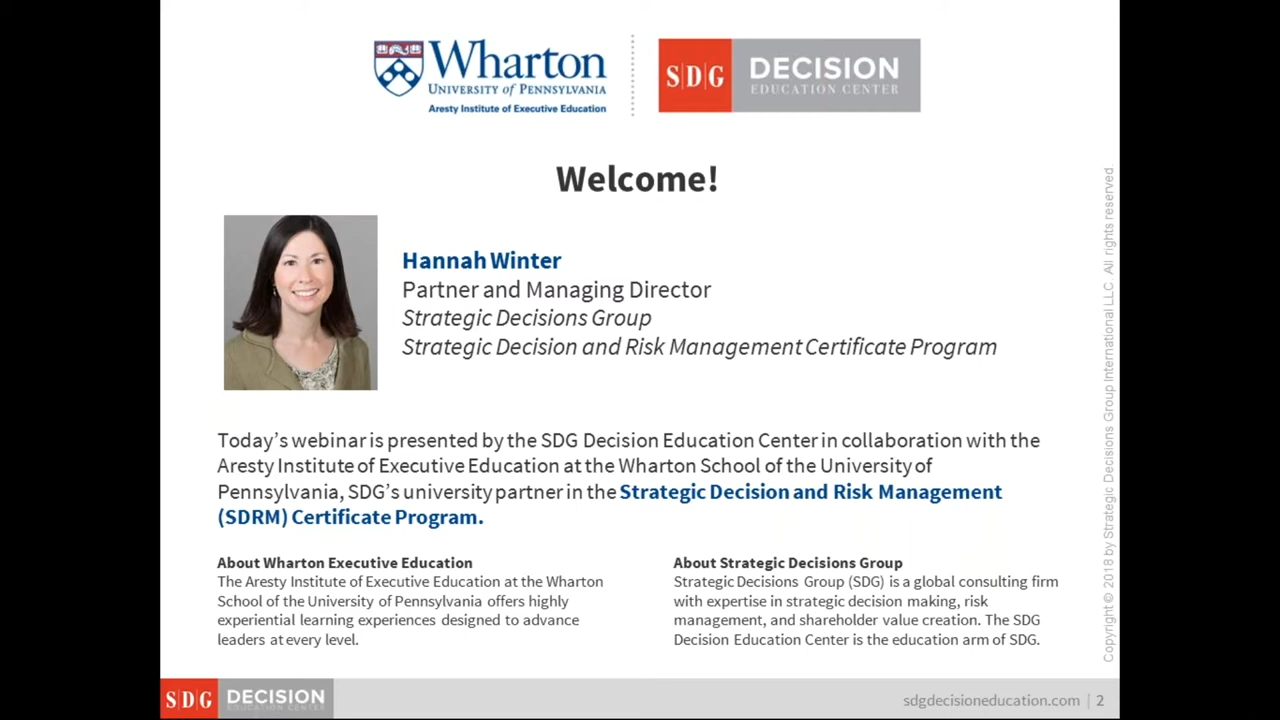 Wharton
UNIVERSITY of PENNSYLVANIA
Aresty Institute of Executive Education
S|D|G
DECISION
EDUCATION CENTER
Welcome!
Hannah Winter
Partner and Managing Director
Strategic Decisions Group
Strategic Decision and Risk Management Certificate Program
Today's webinar is presented by the SDG Decision Education Center in collaboration with the
Aresty Institute of Executive Education at the Wharton School of the University of
Pennsylvania, SDG's university partner in the Strategic Decision and Risk Management
(SDRM) Certificate Program.
About Wharton Executive Education
The Aresty Institute of Executive Education at the Wharton
School of the University of Pennsylvania offers highly
experiential learning experiences designed to advance
leaders at every level.
About Strategic Decisions Group
Strategic Decisions Group (SDG) is a global consulting firm
with expertise in strategic decision making, risk
management, and shareholder value creation. The SDG
Decision Education Center is the education arm of SDG.
Copyright © 2018 by Strategic Decisions Group International LLC. All rights reserved.
S|D|G
DECISION
EDUCATION CENTER
sdgdecisioneducation.com | 2